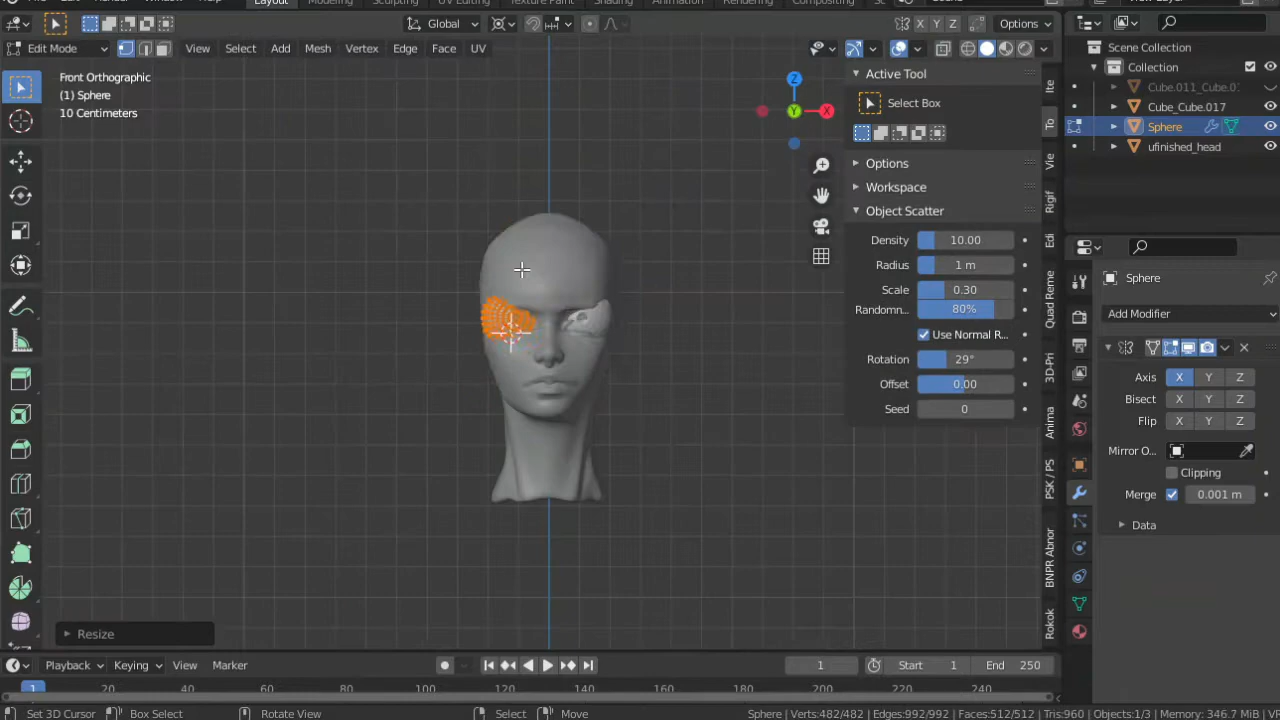 Layout Modeling Sculpting UV Editing Texture Paint Shading Animation Rendering Compositing
Global Options
X Y Z
Edit Mode View Select Add Mesh Vertex Edge Face UV
Front Orthographic
(1) Sphere
10 Centimeters
Z
Y X
Active Tool
Select Box
Options
Workspace
Object Scatter
Density 10.00
Radius 1 m
Scale 0.30
Randomn... 80%
Use Normal R...
Rotation 29°
Offset 0.00
Seed 0
Ite
To
Vie
Rigif
Edi
Quad Reme
3D-Pri
Anima
PSK / PS
BNPR Abnor
Rokok
Scene Collection
Collection
Cube.011_Cube.0
Cube_Cube.017
Sphere
ufinished_head
Sphere
Add Modifier
Axis X Y Z
Bisect X Y Z
Flip X Y Z
Mirror O...
Clipping
Merge 0.001 m
Data
Resize
Playback Keying View Marker 1 Start 1 End 250
1 20 40 60 80 100 120 140 160 180 200 220 240
Set 3D Cursor Box Select Rotate View Select Move Sphere | Verts:482/482 | Edges:992/992 | Faces:512/512 | Tris:960 | Objects:1/3 | Memory: 346.7 MiB